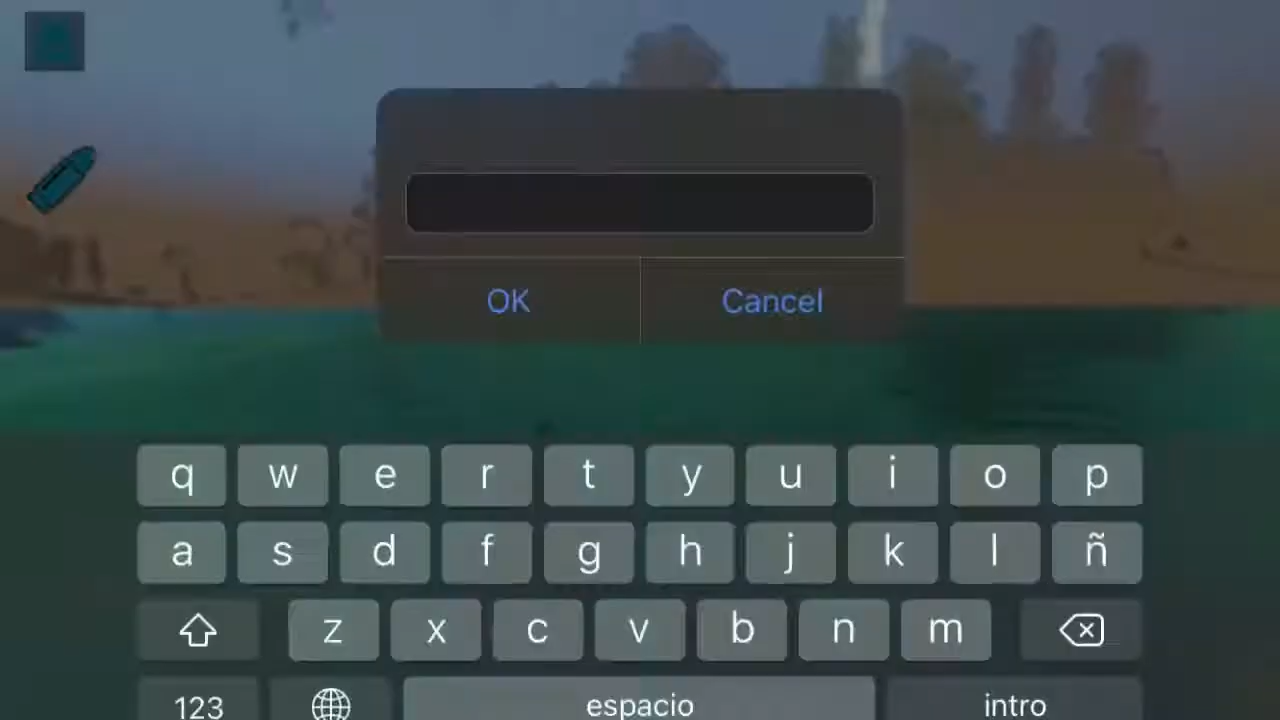 OK Cancel
q w e r t y u i o p
a s d f g h j k l ñ
z x c v b n m
123 espacio intro